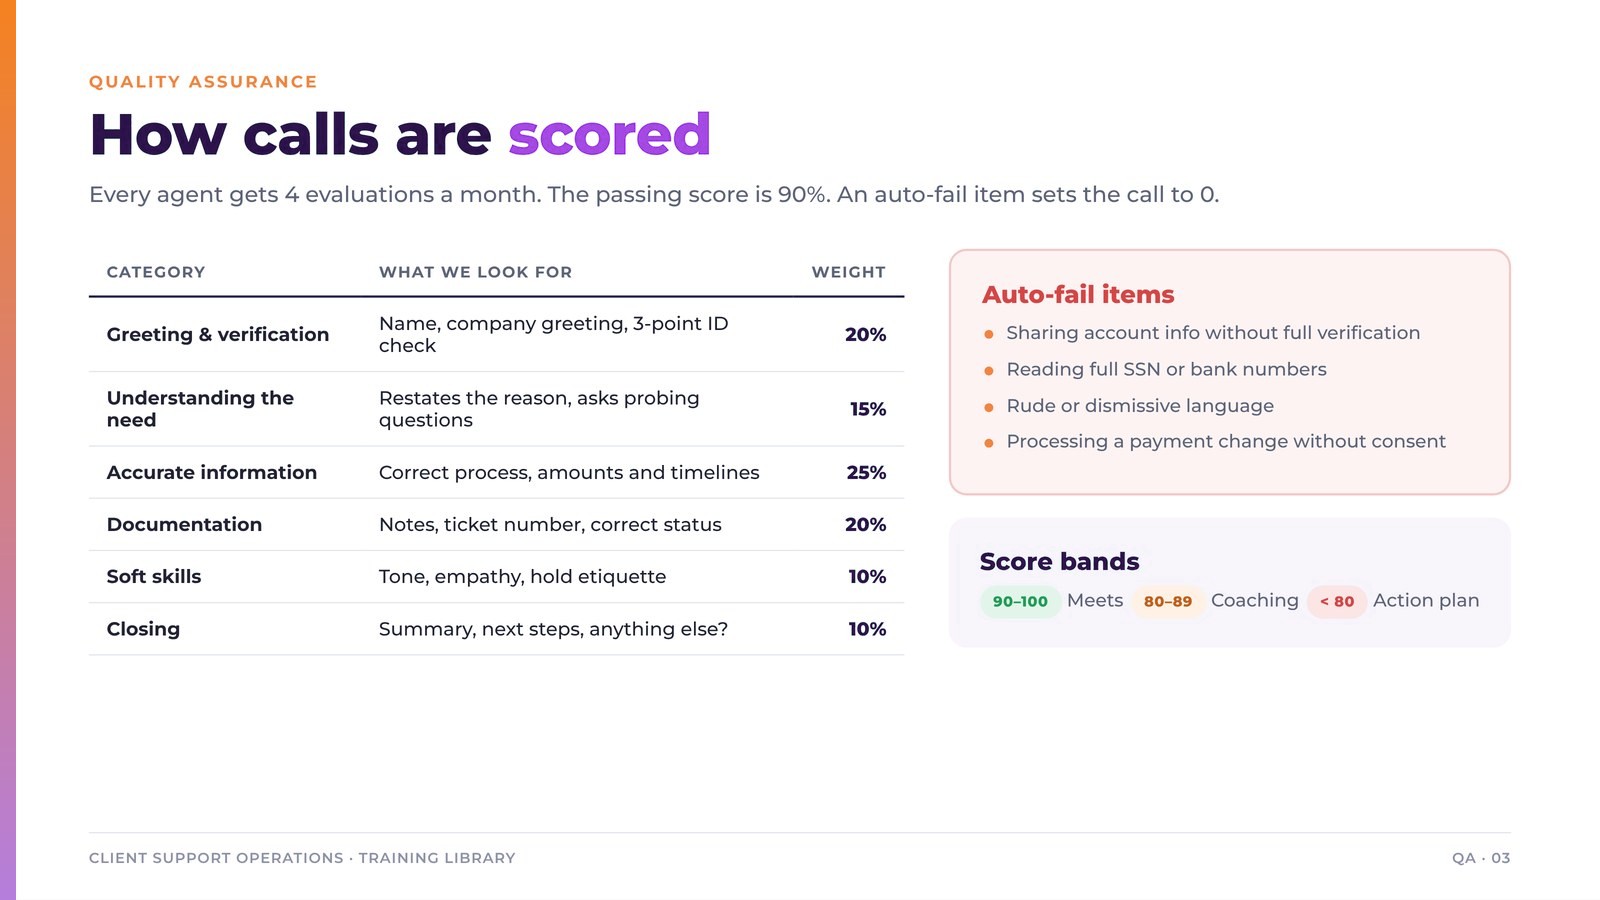 QUALITY ASSURANCE
How calls are scored
Every agent gets 4 evaluations a month. The passing score is 90%. An auto-fail item sets the call to 0.
CATEGORY WHAT WE LOOK FOR WEIGHT
Greeting & verification Name, company greeting, 3-point ID 20%
check
Understanding the Restates the reason, asks probing 15%
need questions
Accurate information Correct process, amounts and timelines 25%
Documentation Notes, ticket number, correct status 20%
Soft skills Tone, empathy, hold etiquette 10%
Closing Summary, next steps, anything else? 10%
Auto-fail items
Sharing account info without full verification
Reading full SSN or bank numbers
Rude or dismissive language
Processing a payment change without consent
Score bands
90–100 Meets 80–89 Coaching < 80 Action plan
CLIENT SUPPORT OPERATIONS · TRAINING LIBRARY QA · 03